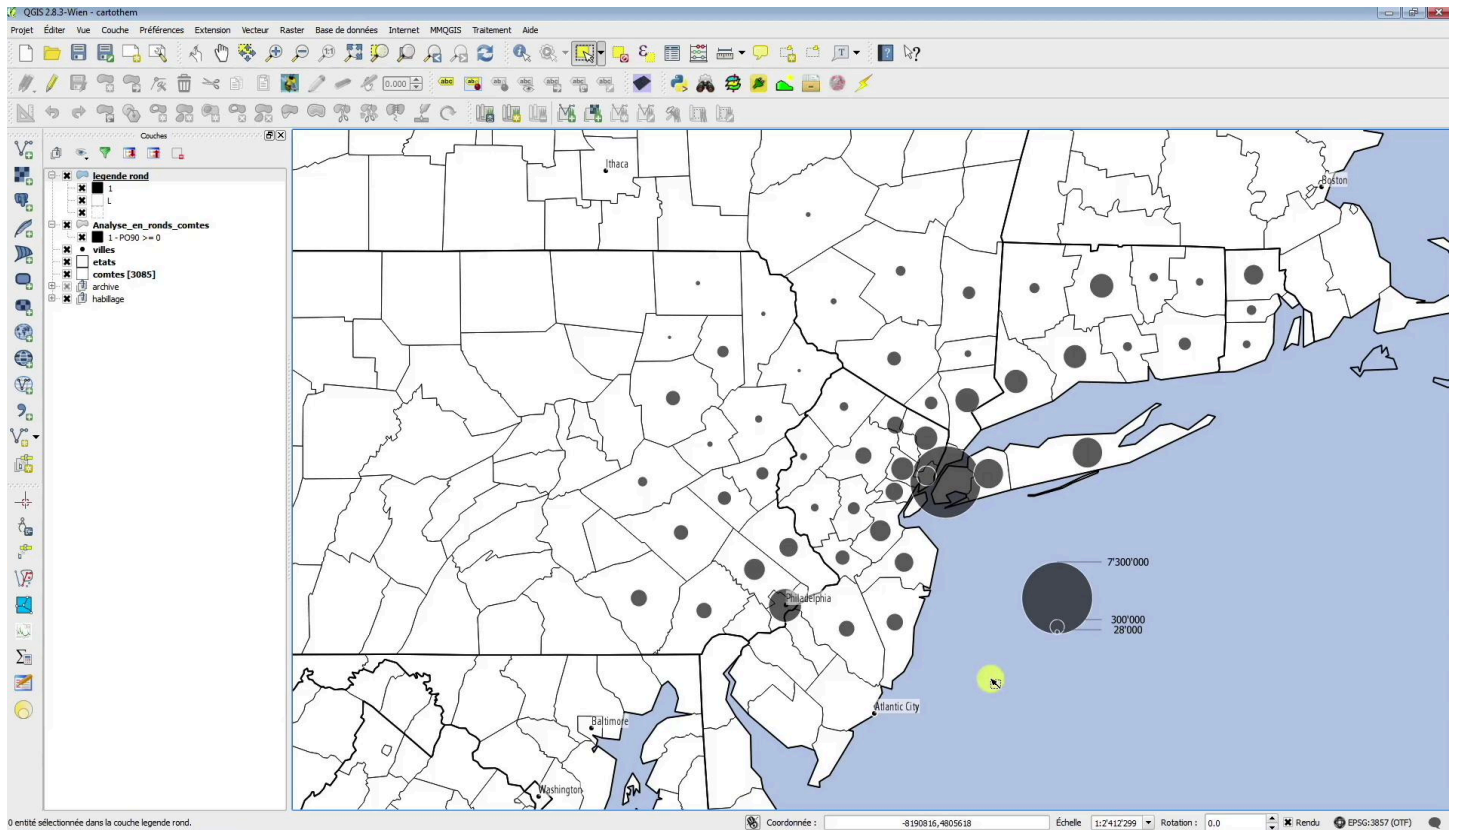 QGIS 2.8.3-Wien - cartothem
Projet Éditer Vue Couche Préférences Extension Vecteur Raster Base de données Internet MMQGIS Traitement Aide
0.000
Couches
legende rond
1
L
Analyse_en_ronds_comtes
1 - PO90 >= 0
villes
etats
comtes [3085]
archive
habillage
Ithaca
Boston
Philadelphia
Atlantic City
Baltimore
Washington
7'300'000
300'000
28'000
0 entité sélectionnée dans la couche legende rond.
Coordonnée : -8190816,4805618 Échelle 1:2'412'299 Rotation : 0.0 Rendu EPSG:3857 (OTF)